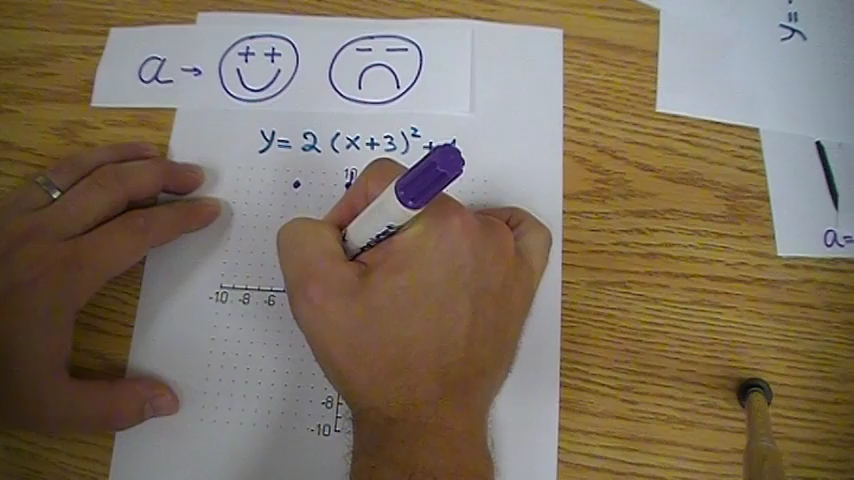 a → ++
y = 2 (x+3)² +
10
-10 -8 -6
-8
-10
y =
a =